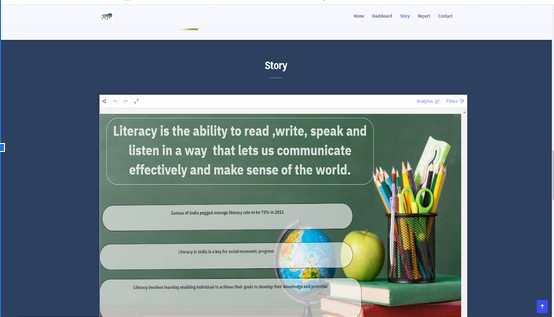 Home Dashboard Story Report Contact
Story
Analytics Filters
Literacy is the ability to read ,write, speak and
listen in a way that lets us communicate
effectively and make sense of the world.
Census of India pegged average literacy rate to be 73% in 2011
Literacy in India is a key for social-economic progress
Literacy involves learning enabling individual to achieve their goals to develop their knowledge and potential